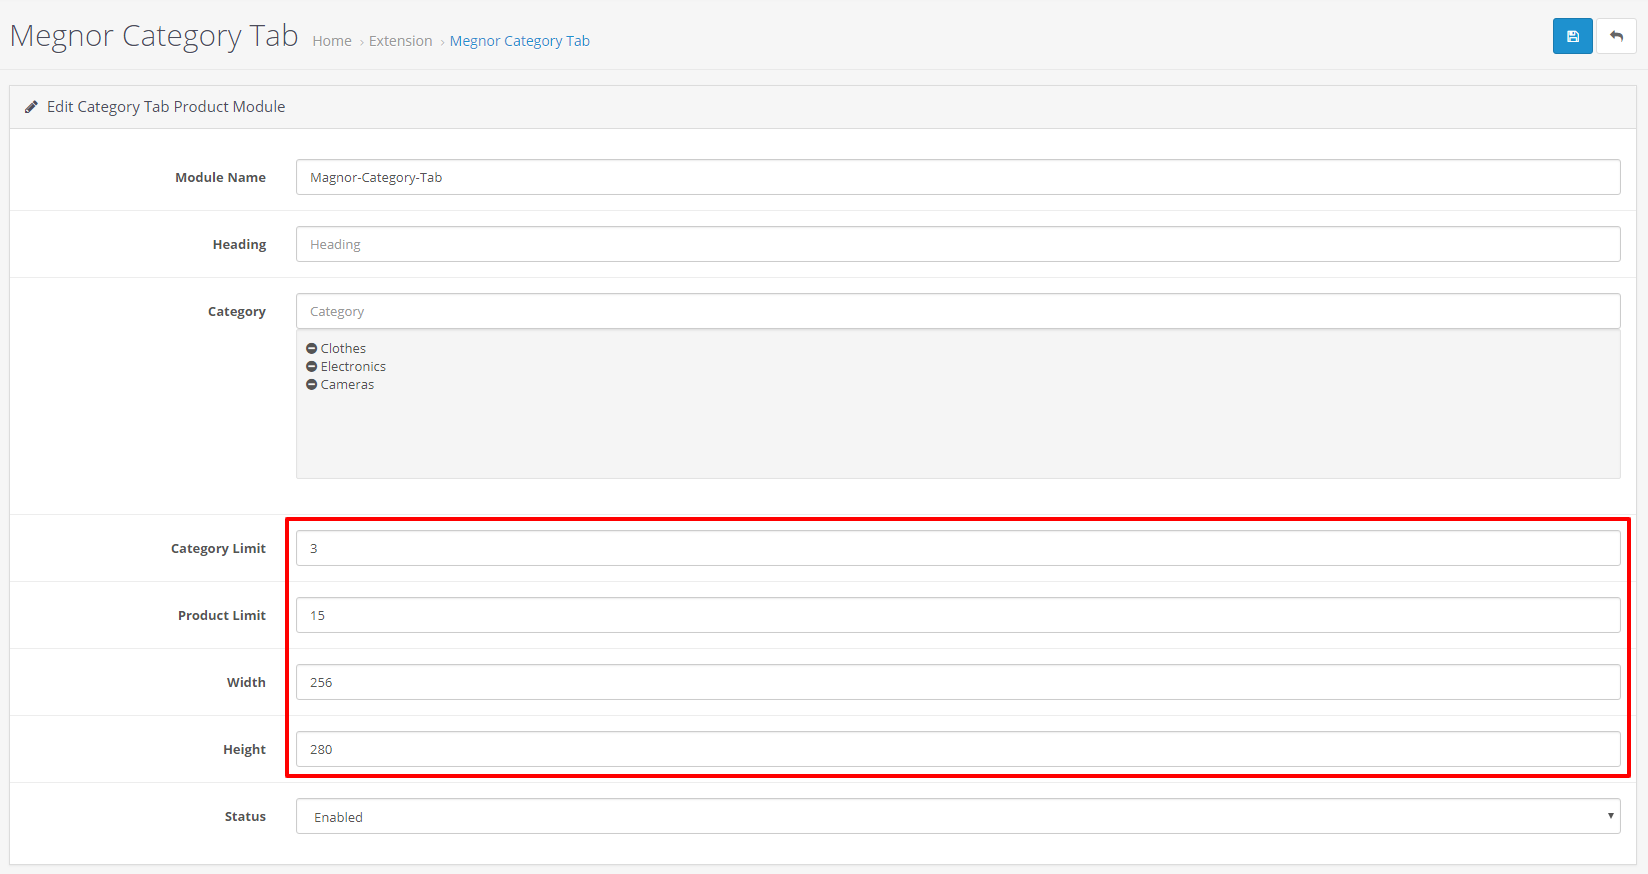 Megnor Category Tab
Home › Extension › Megnor Category Tab
Edit Category Tab Product Module
Module Name
Magnor-Category-Tab
Heading
Heading
Category
Category
Clothes
Electronics
Cameras
Category Limit
3
Product Limit
15
Width
256
Height
280
Status
Enabled